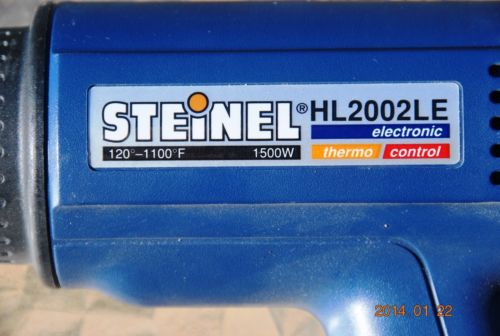 STEiNEL® HL2002LE
electronic
120°–1100°F 1500W thermo control
2014 01 22